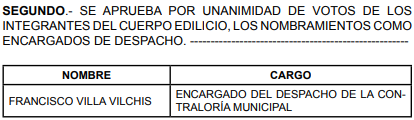 SEGUNDO.- SE APRUEBA POR UNANIMIDAD DE VOTOS DE LOS
INTEGRANTES DEL CUERPO EDILICIO, LOS NOMBRAMIENTOS COMO
ENCARGADOS DE DESPACHO. ----------------------------------------------------
NOMBRE CARGO
FRANCISCO VILLA VILCHIS ENCARGADO DEL DESPACHO DE LA CON-
TRALORÍA MUNICIPAL